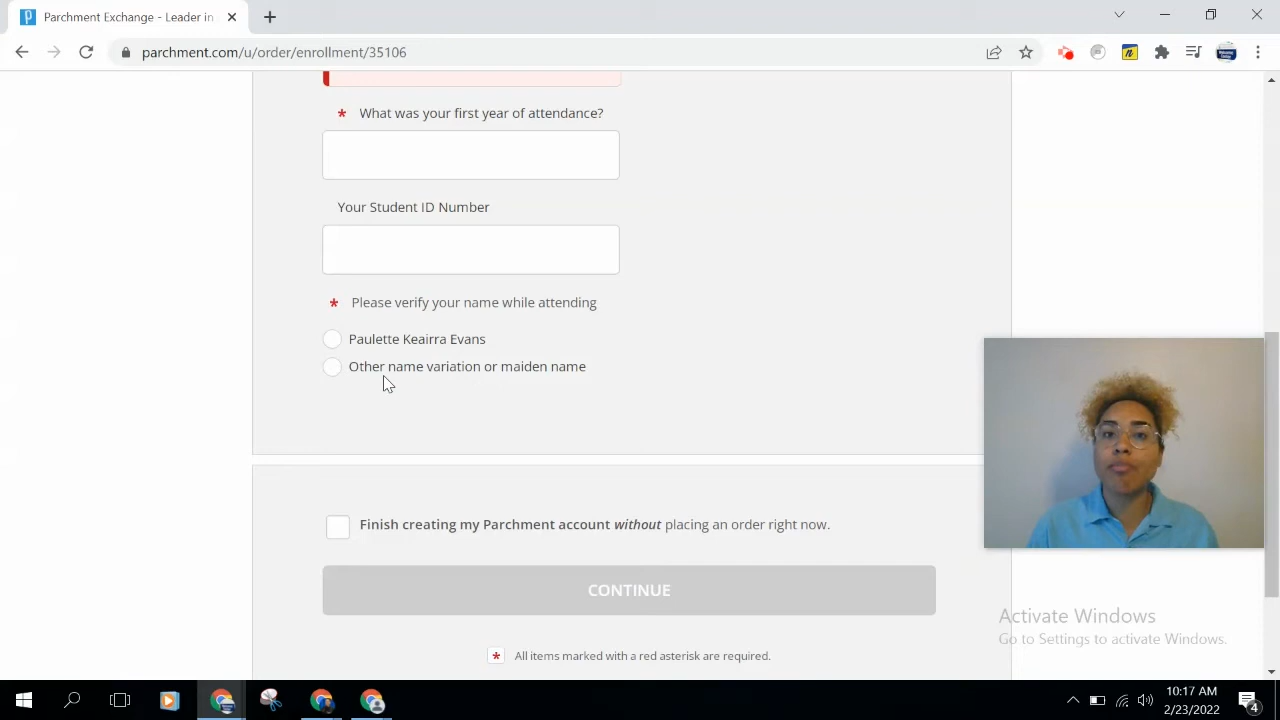 Parchment Exchange - Leader in
parchment.com/u/order/enrollment/35106
* What was your first year of attendance?
Your Student ID Number
* Please verify your name while attending
Paulette Keairra Evans
Other name variation or maiden name
Finish creating my Parchment account without placing an order right now.
CONTINUE
Activate Windows
Go to Settings to activate Windows.
* All items marked with a red asterisk are required.
10:17 AM
2/23/2022
4